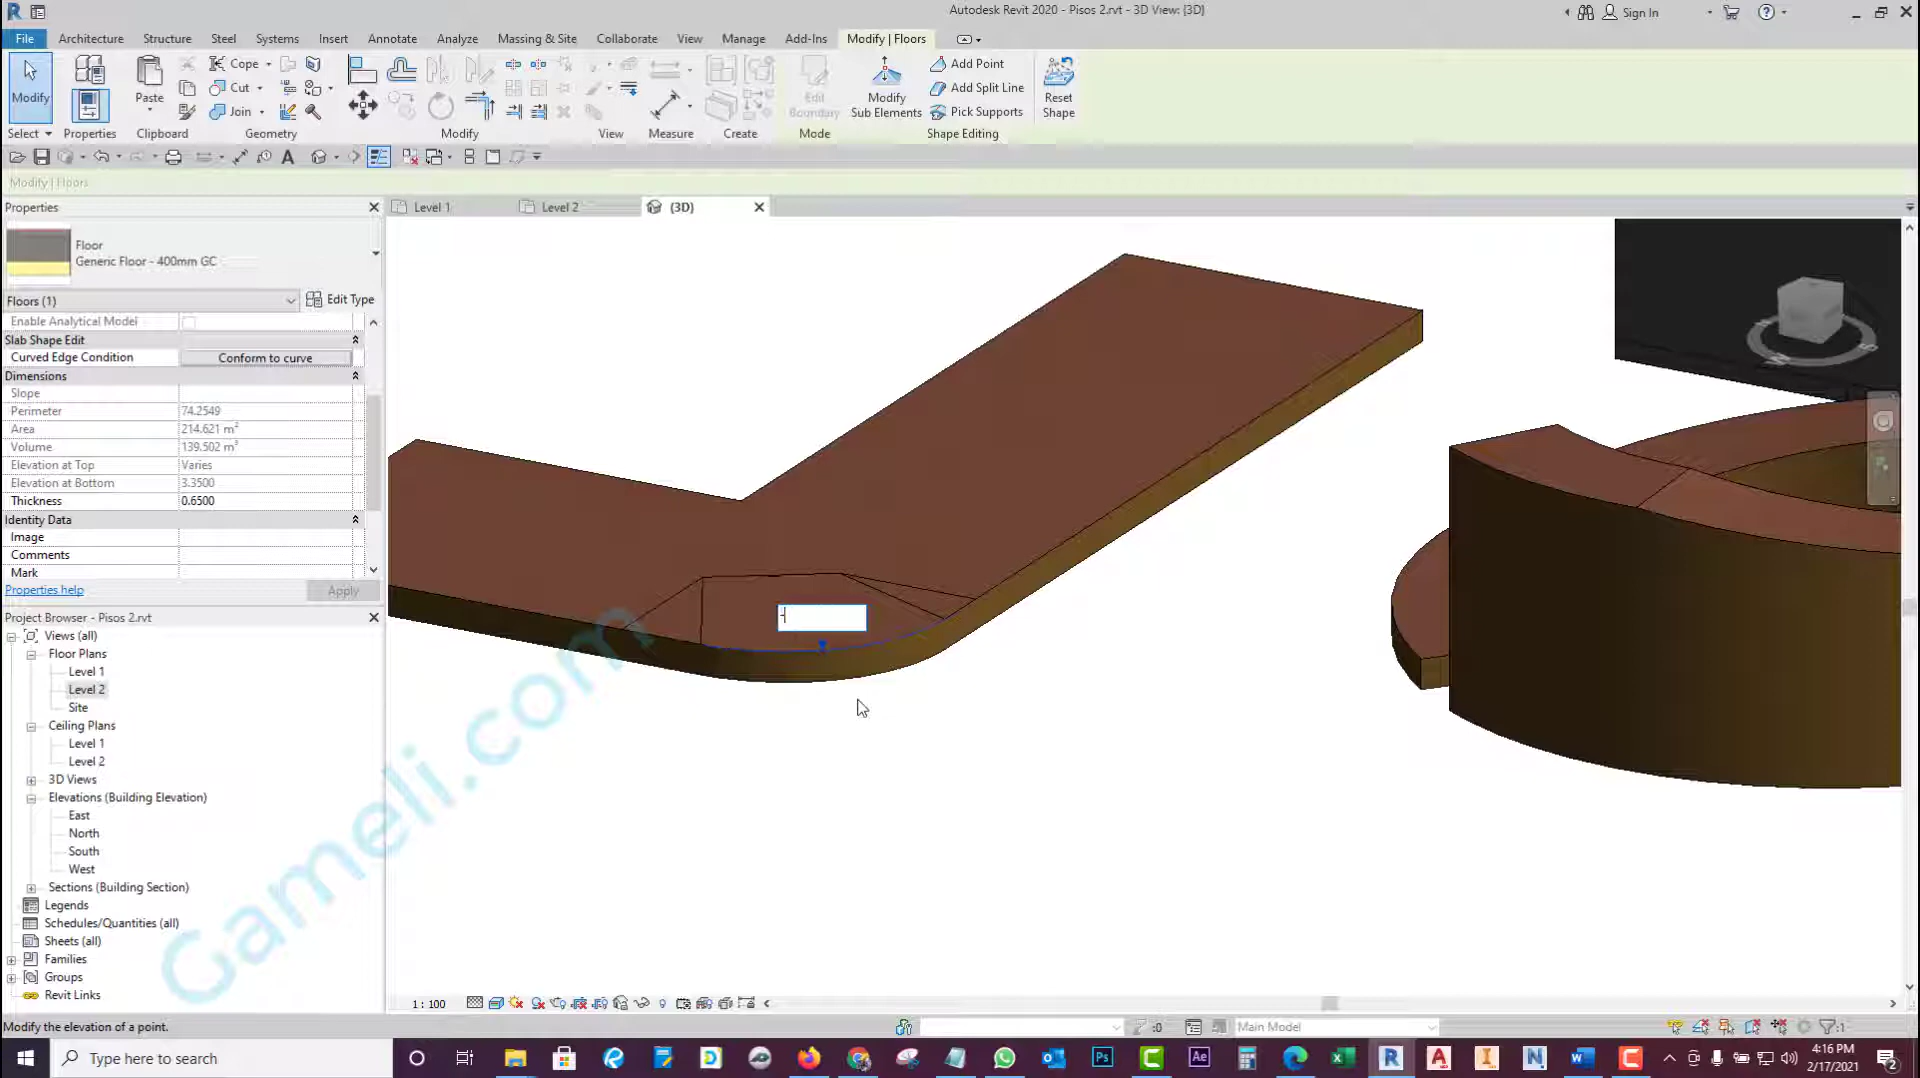 Autodesk Revit 2020 - Pisos 2.rvt - 3D View: {3D}
Sign In
File
Architecture
Structure
Steel
Systems
Insert
Annotate
Analyze
Massing & Site
Collaborate
View
Manage
Add-Ins
Modify | Floors
Modify
Paste
Cope
Cut
Join
Edit
Boundary
Modify
Sub Elements
Add Point
Add Split Line
Pick Supports
Reset
Shape
Select
Properties
Clipboard
Geometry
Modify
View
Measure
Create
Mode
Shape Editing
Modify | Floors
Properties
Level 1
Level 2
{3D}
Floor
Generic Floor - 400mm GC
Floors (1)
Edit Type
Enable Analytical Model
Slab Shape Edit
Curved Edge Condition
Conform to curve
Dimensions
Slope
Perimeter
74.2549
Area
214.621 m²
Volume
139.502 m³
Elevation at Top
Varies
Elevation at Bottom
3.3500
Thickness
0.6500
Identity Data
Image
Comments
Mark
Properties help
Apply
Project Browser - Pisos 2.rvt
Views (all)
Floor Plans
Level 1
Level 2
Site
Ceiling Plans
Level 1
Level 2
3D Views
Elevations (Building Elevation)
East
North
South
West
Sections (Building Section)
Legends
Schedules/Quantities (all)
Sheets (all)
Families
Groups
Revit Links
Gameli.com
1 : 100
Modify the elevation of a point.
:0
Main Model
:1
Type here to search
4:16 PM
2/17/2021